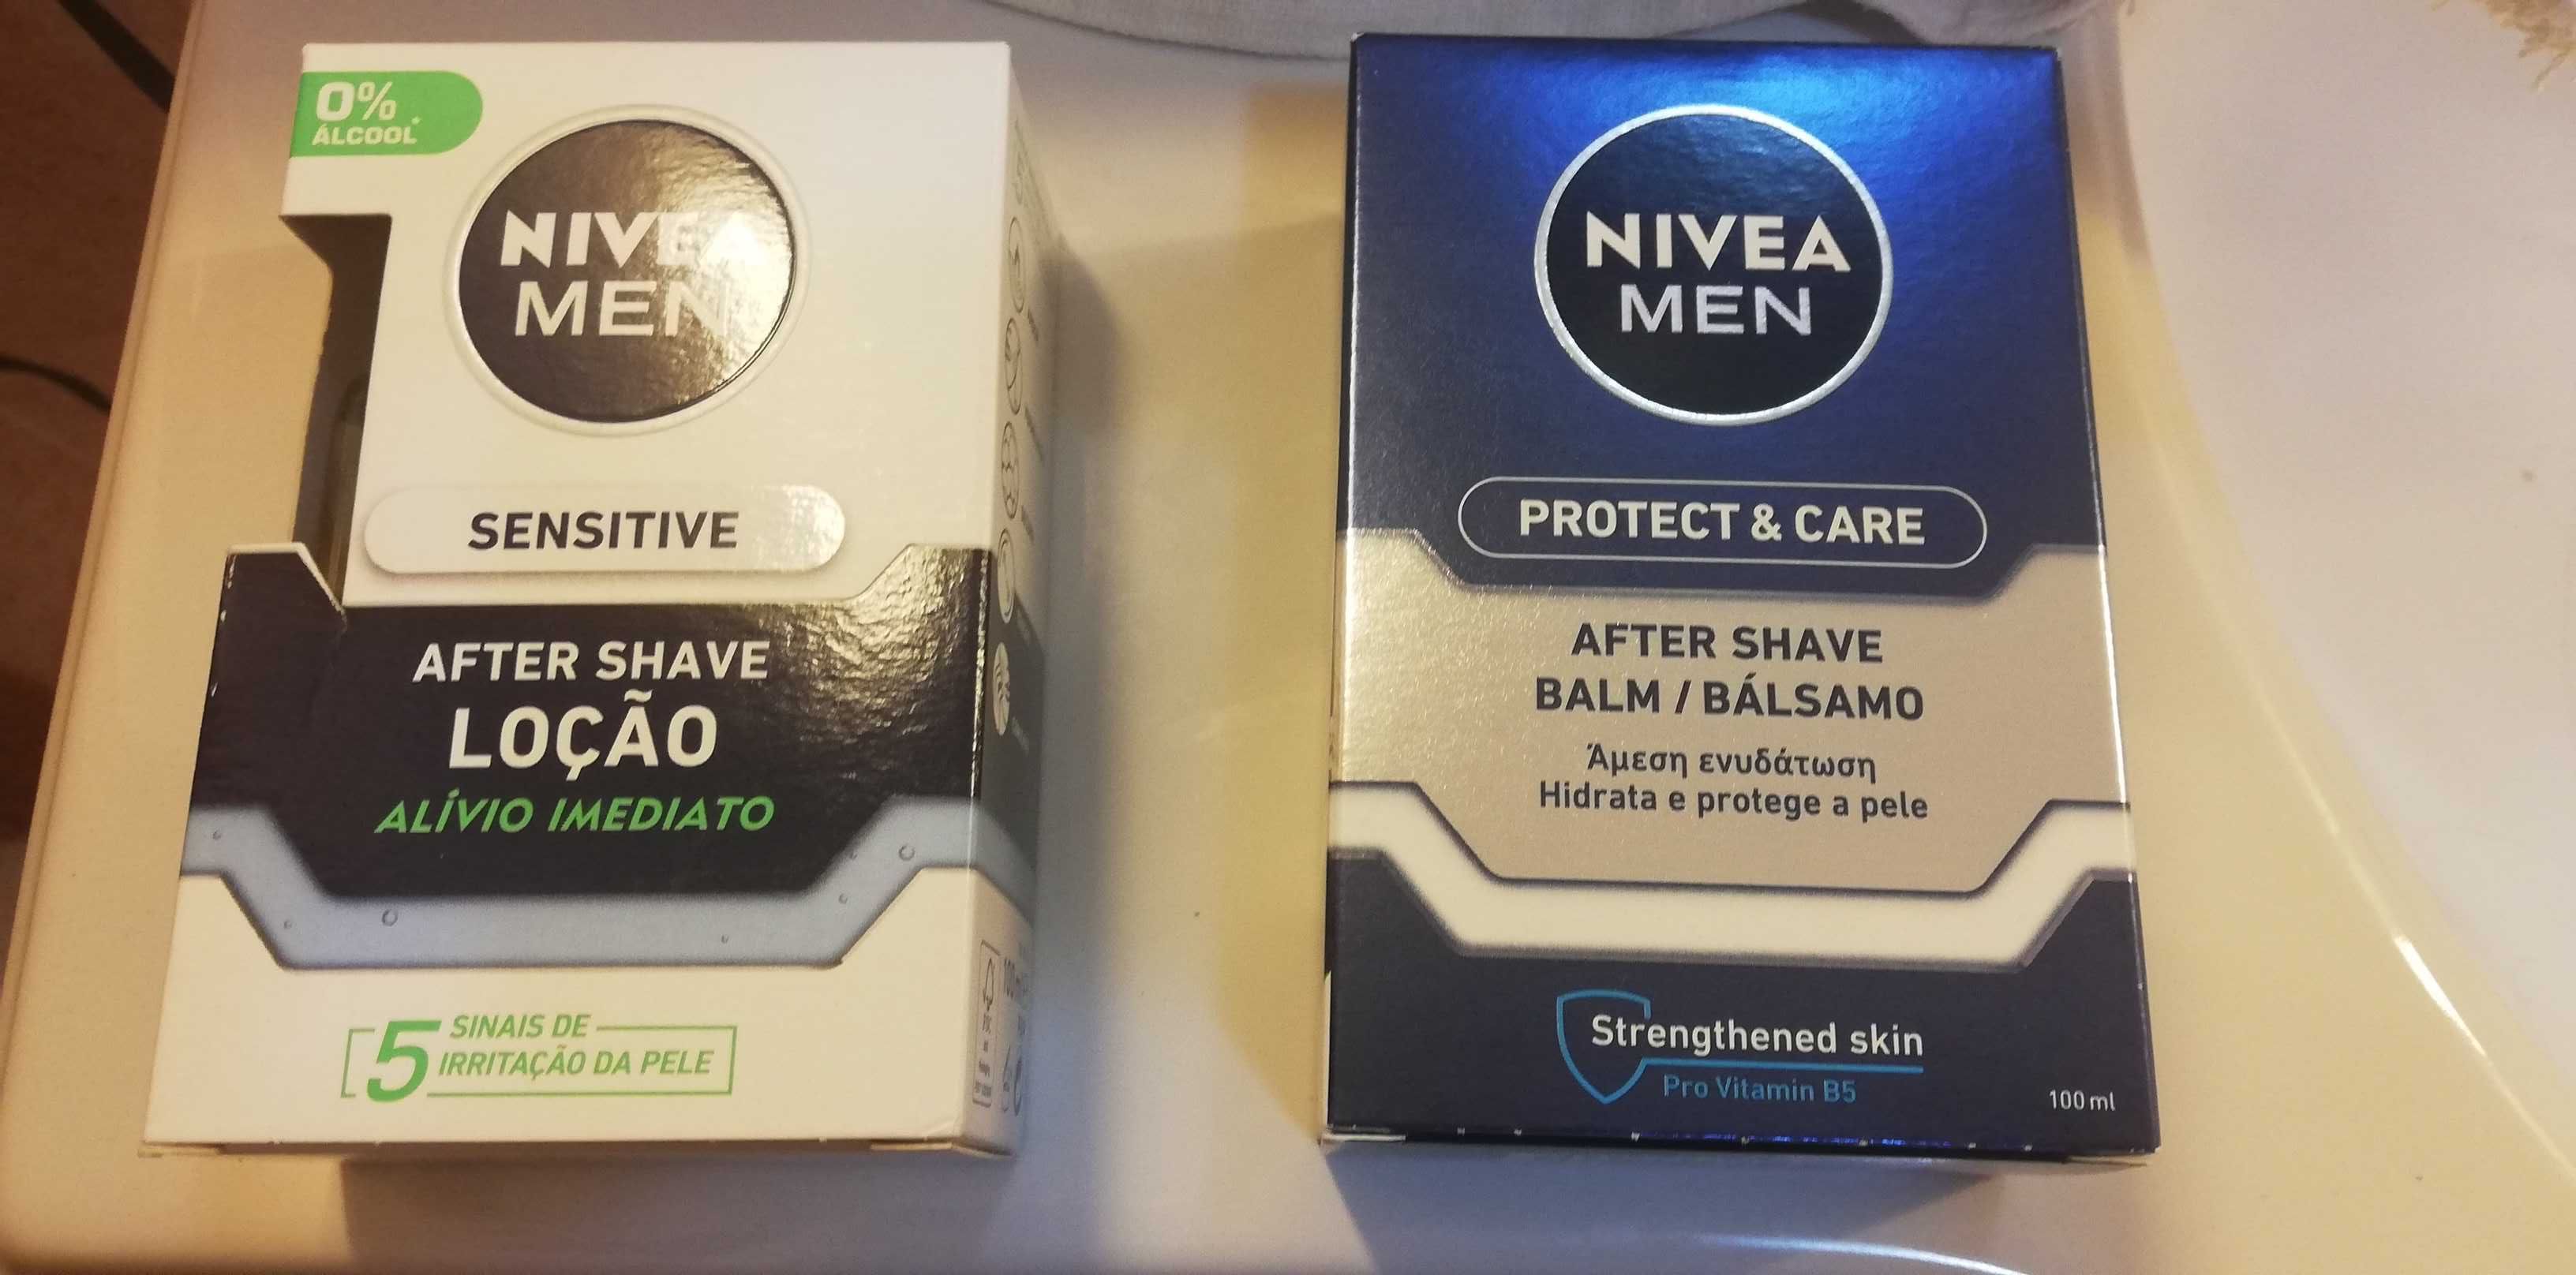 0%
ÁLCOOL*
NIVEA
MEN
SENSITIVE
AFTER SHAVE
LOÇÃO
ALÍVIO IMEDIATO
5 SINAIS DE
IRRITAÇÃO DA PELE
NIVEA
MEN
PROTECT & CARE
AFTER SHAVE
BALM / BÁLSAMO
Άμεση ενυδάτωση
Hidrata e protege a pele
Strengthened skin
Pro Vitamin B5
100 ml